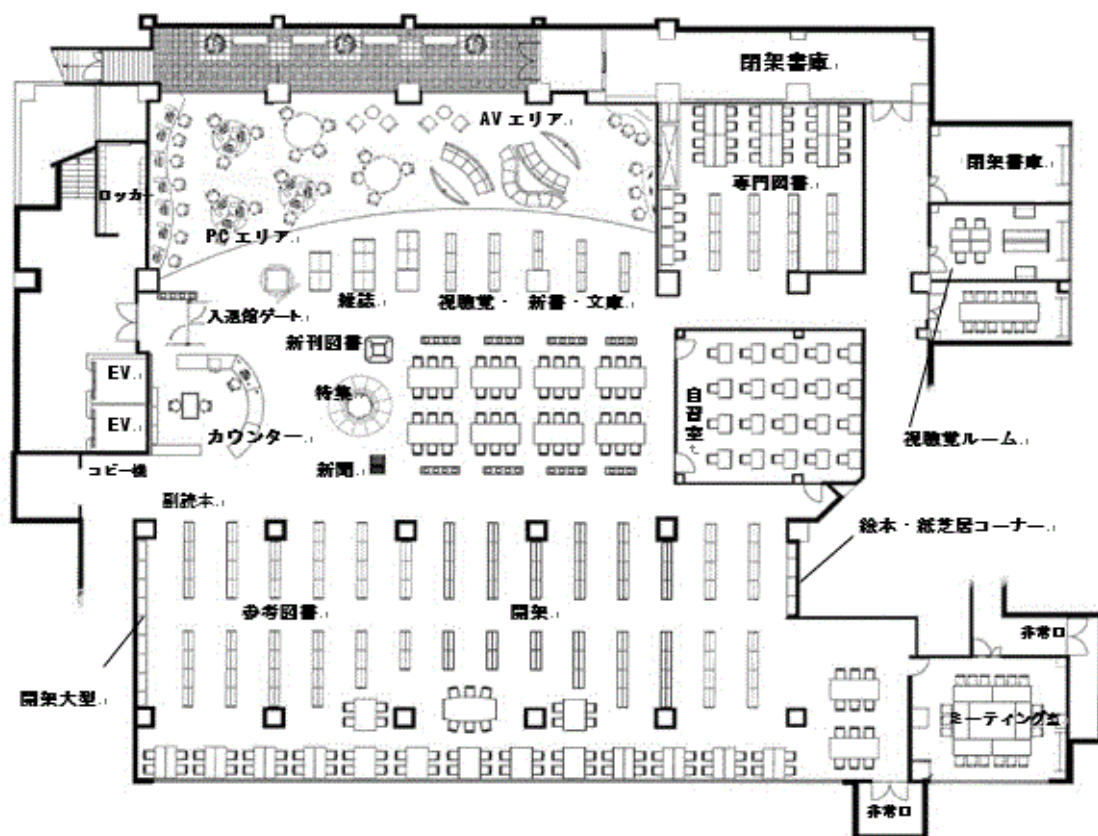 閉架書庫
AVエリア
閉架書庫
専門図書
ロッカー
PCエリア
雑誌
視聴覚・新書・文庫
入退館ゲート
新刊図書
EV
特集
自習室
EV
カウンター
視聴覚ルーム
コピー機
新聞
副読本
絵本・紙芝居コーナー
参考図書
開架
非常口
開架大型
ミーティング室
非常口